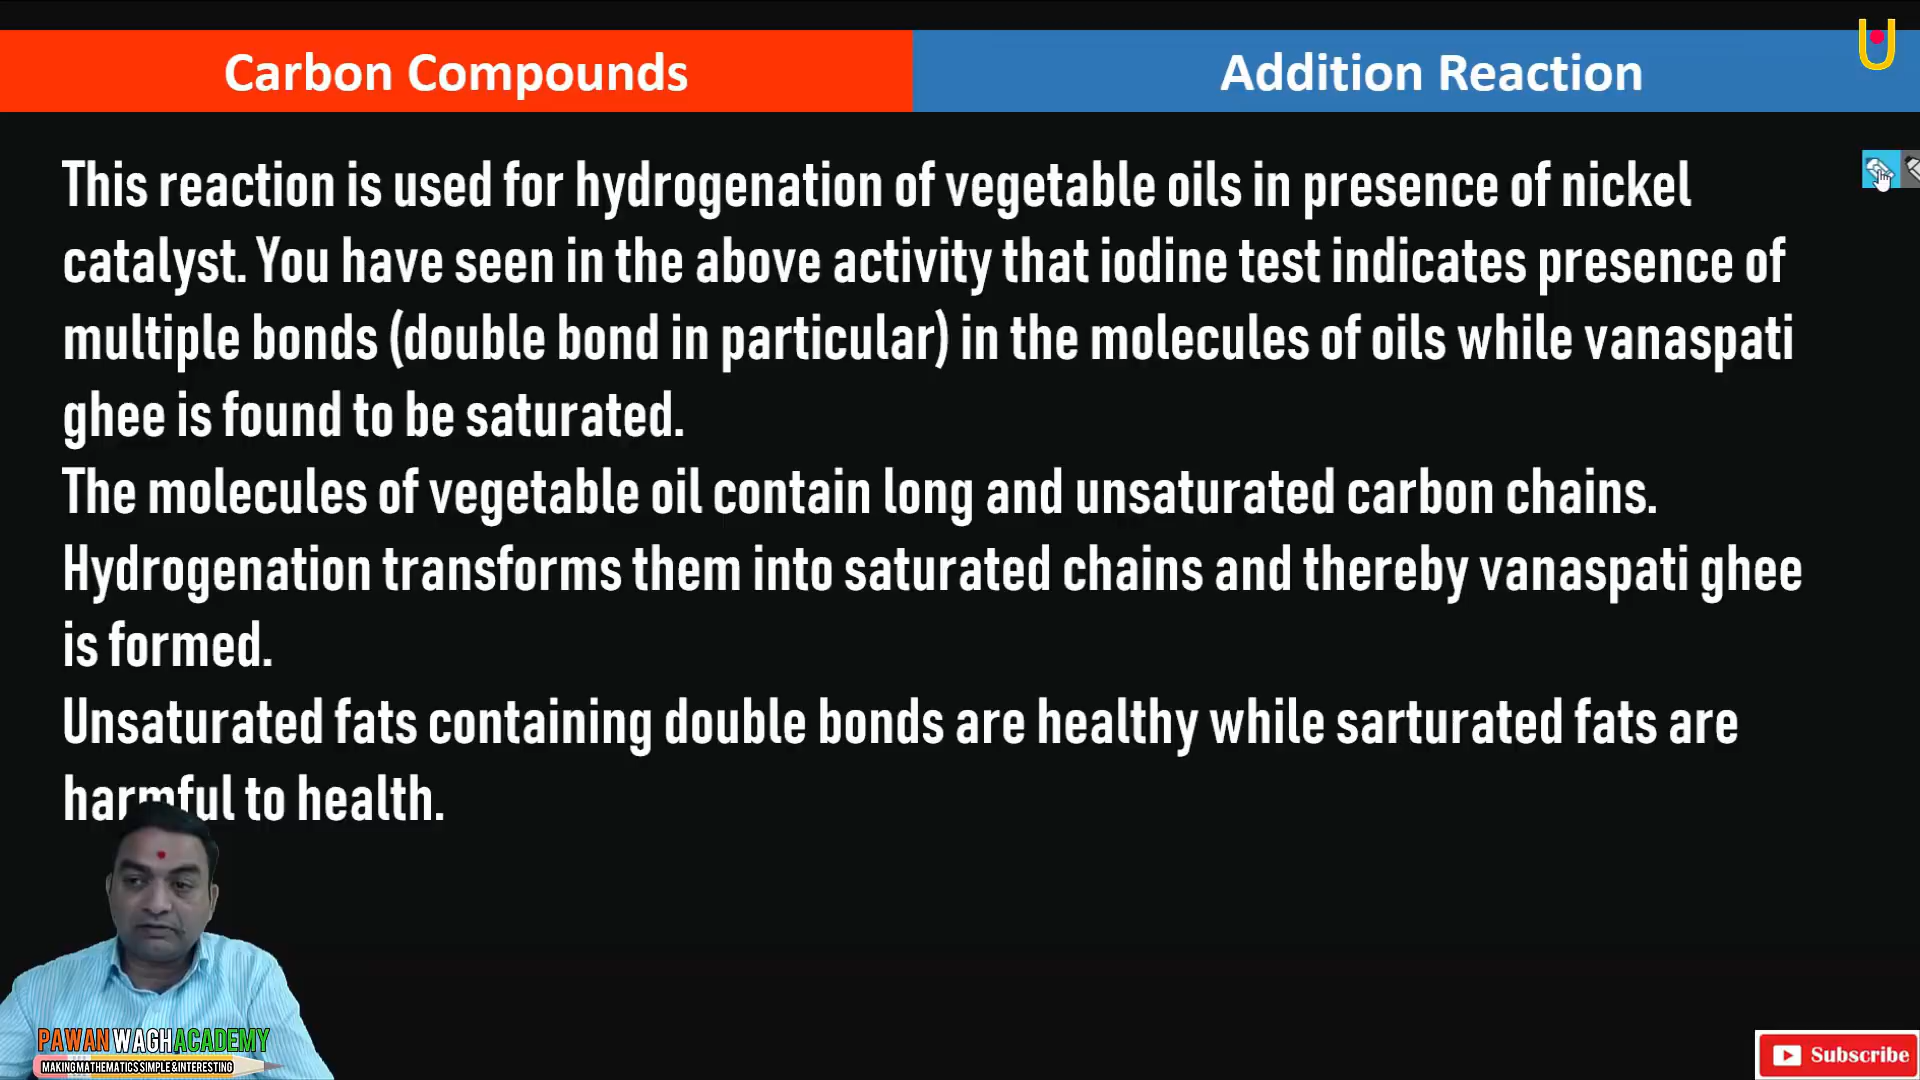 Carbon Compounds
Addition Reaction
This reaction is used for hydrogenation of vegetable oils in presence of nickel
catalyst. You have seen in the above activity that iodine test indicates presence of
multiple bonds (double bond in particular) in the molecules of oils while vanaspati
ghee is found to be saturated.
The molecules of vegetable oil contain long and unsaturated carbon chains.
Hydrogenation transforms them into saturated chains and thereby vanaspati ghee
is formed.
Unsaturated fats containing double bonds are healthy while sarturated fats are
harmful to health.
PAWAN WAGH ACADEMY
MAKING MATHEMATICS SIMPLE & INTERESTING
Subscribe